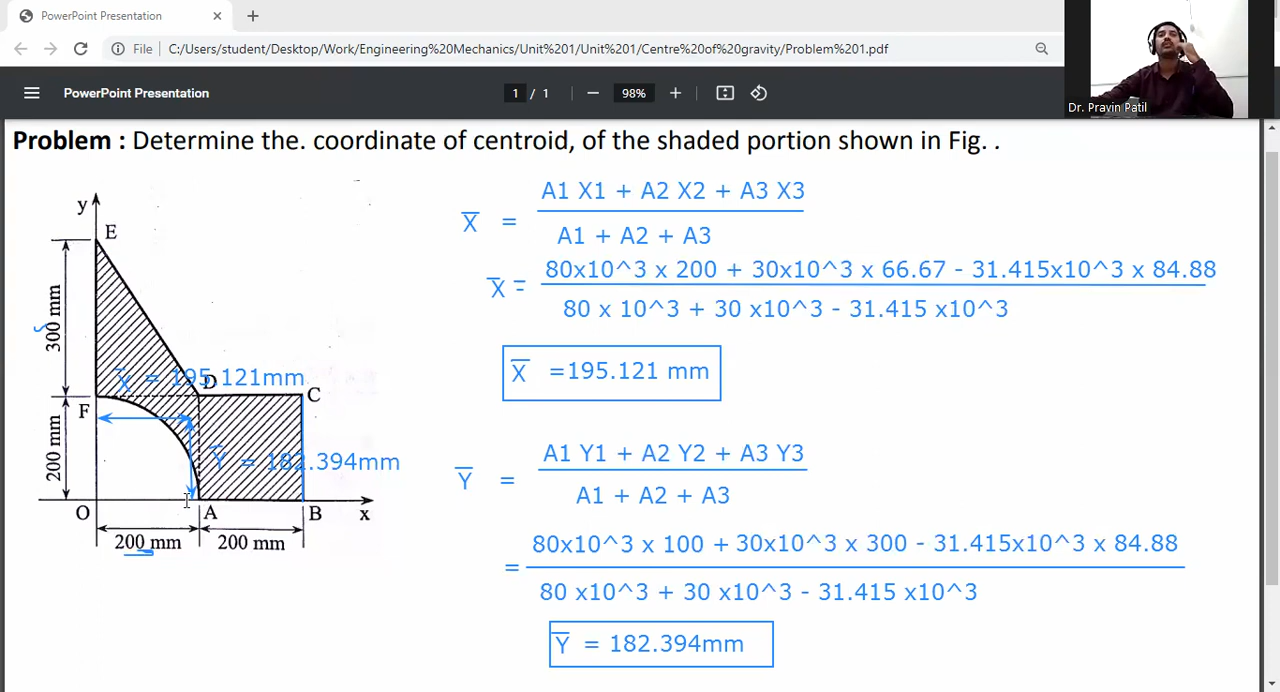 PowerPoint Presentation
File C:/Users/student/Desktop/Work/Engineering%20Mechanics/Unit%201/Unit%201/Centre%20of%20gravity/Problem%201.pdf
PowerPoint Presentation 1 / 1 98%
Dr. Pravin Patil
Problem : Determine the. coordinate of centroid, of the shaded portion shown in Fig. .
y
E
300 mm
X = 195.121mm
D
C
F
200 mm
Y = 182.394mm
O A B x
200 mm 200 mm
A1 X1 + A2 X2 + A3 X3
X =
A1 + A2 + A3
80x10^3 x 200 + 30x10^3 x 66.67 - 31.415x10^3 x 84.88
X =
80 x 10^3 + 30 x10^3 - 31.415 x10^3
X =195.121 mm
A1 Y1 + A2 Y2 + A3 Y3
Y =
A1 + A2 + A3
80x10^3 x 100 + 30x10^3 x 300 - 31.415x10^3 x 84.88
=
80 x10^3 + 30 x10^3 - 31.415 x10^3
Y = 182.394mm